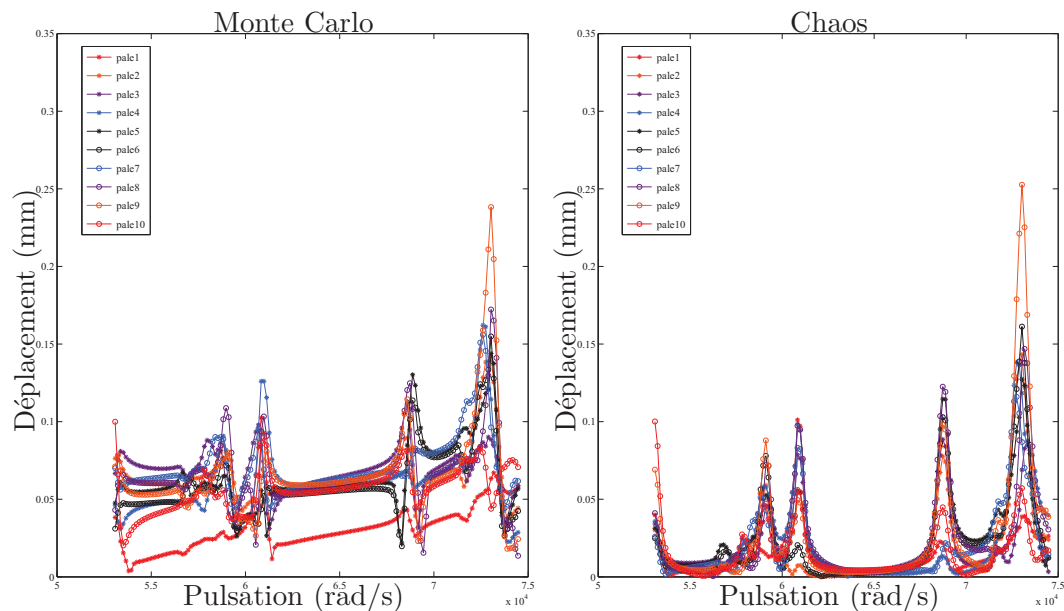 Monte Carlo
0.35
0.3
0.25
0.2
0.15
0.1
0.05
0
Déplacement (mm)
pale1
pale2
pale3
pale4
pale5
pale6
pale7
pale8
pale9
pale10
5
5.5
6
6.5
7
7.5
x 10⁴
Pulsation (rad/s)
Chaos
0.35
0.3
0.25
0.2
0.15
0.1
0.05
0
Déplacement (mm)
pale1
pale2
pale3
pale4
pale5
pale6
pale7
pale8
pale9
pale10
5
5.5
6
6.5
7
7.5
x 10⁴
Pulsation (rad/s)